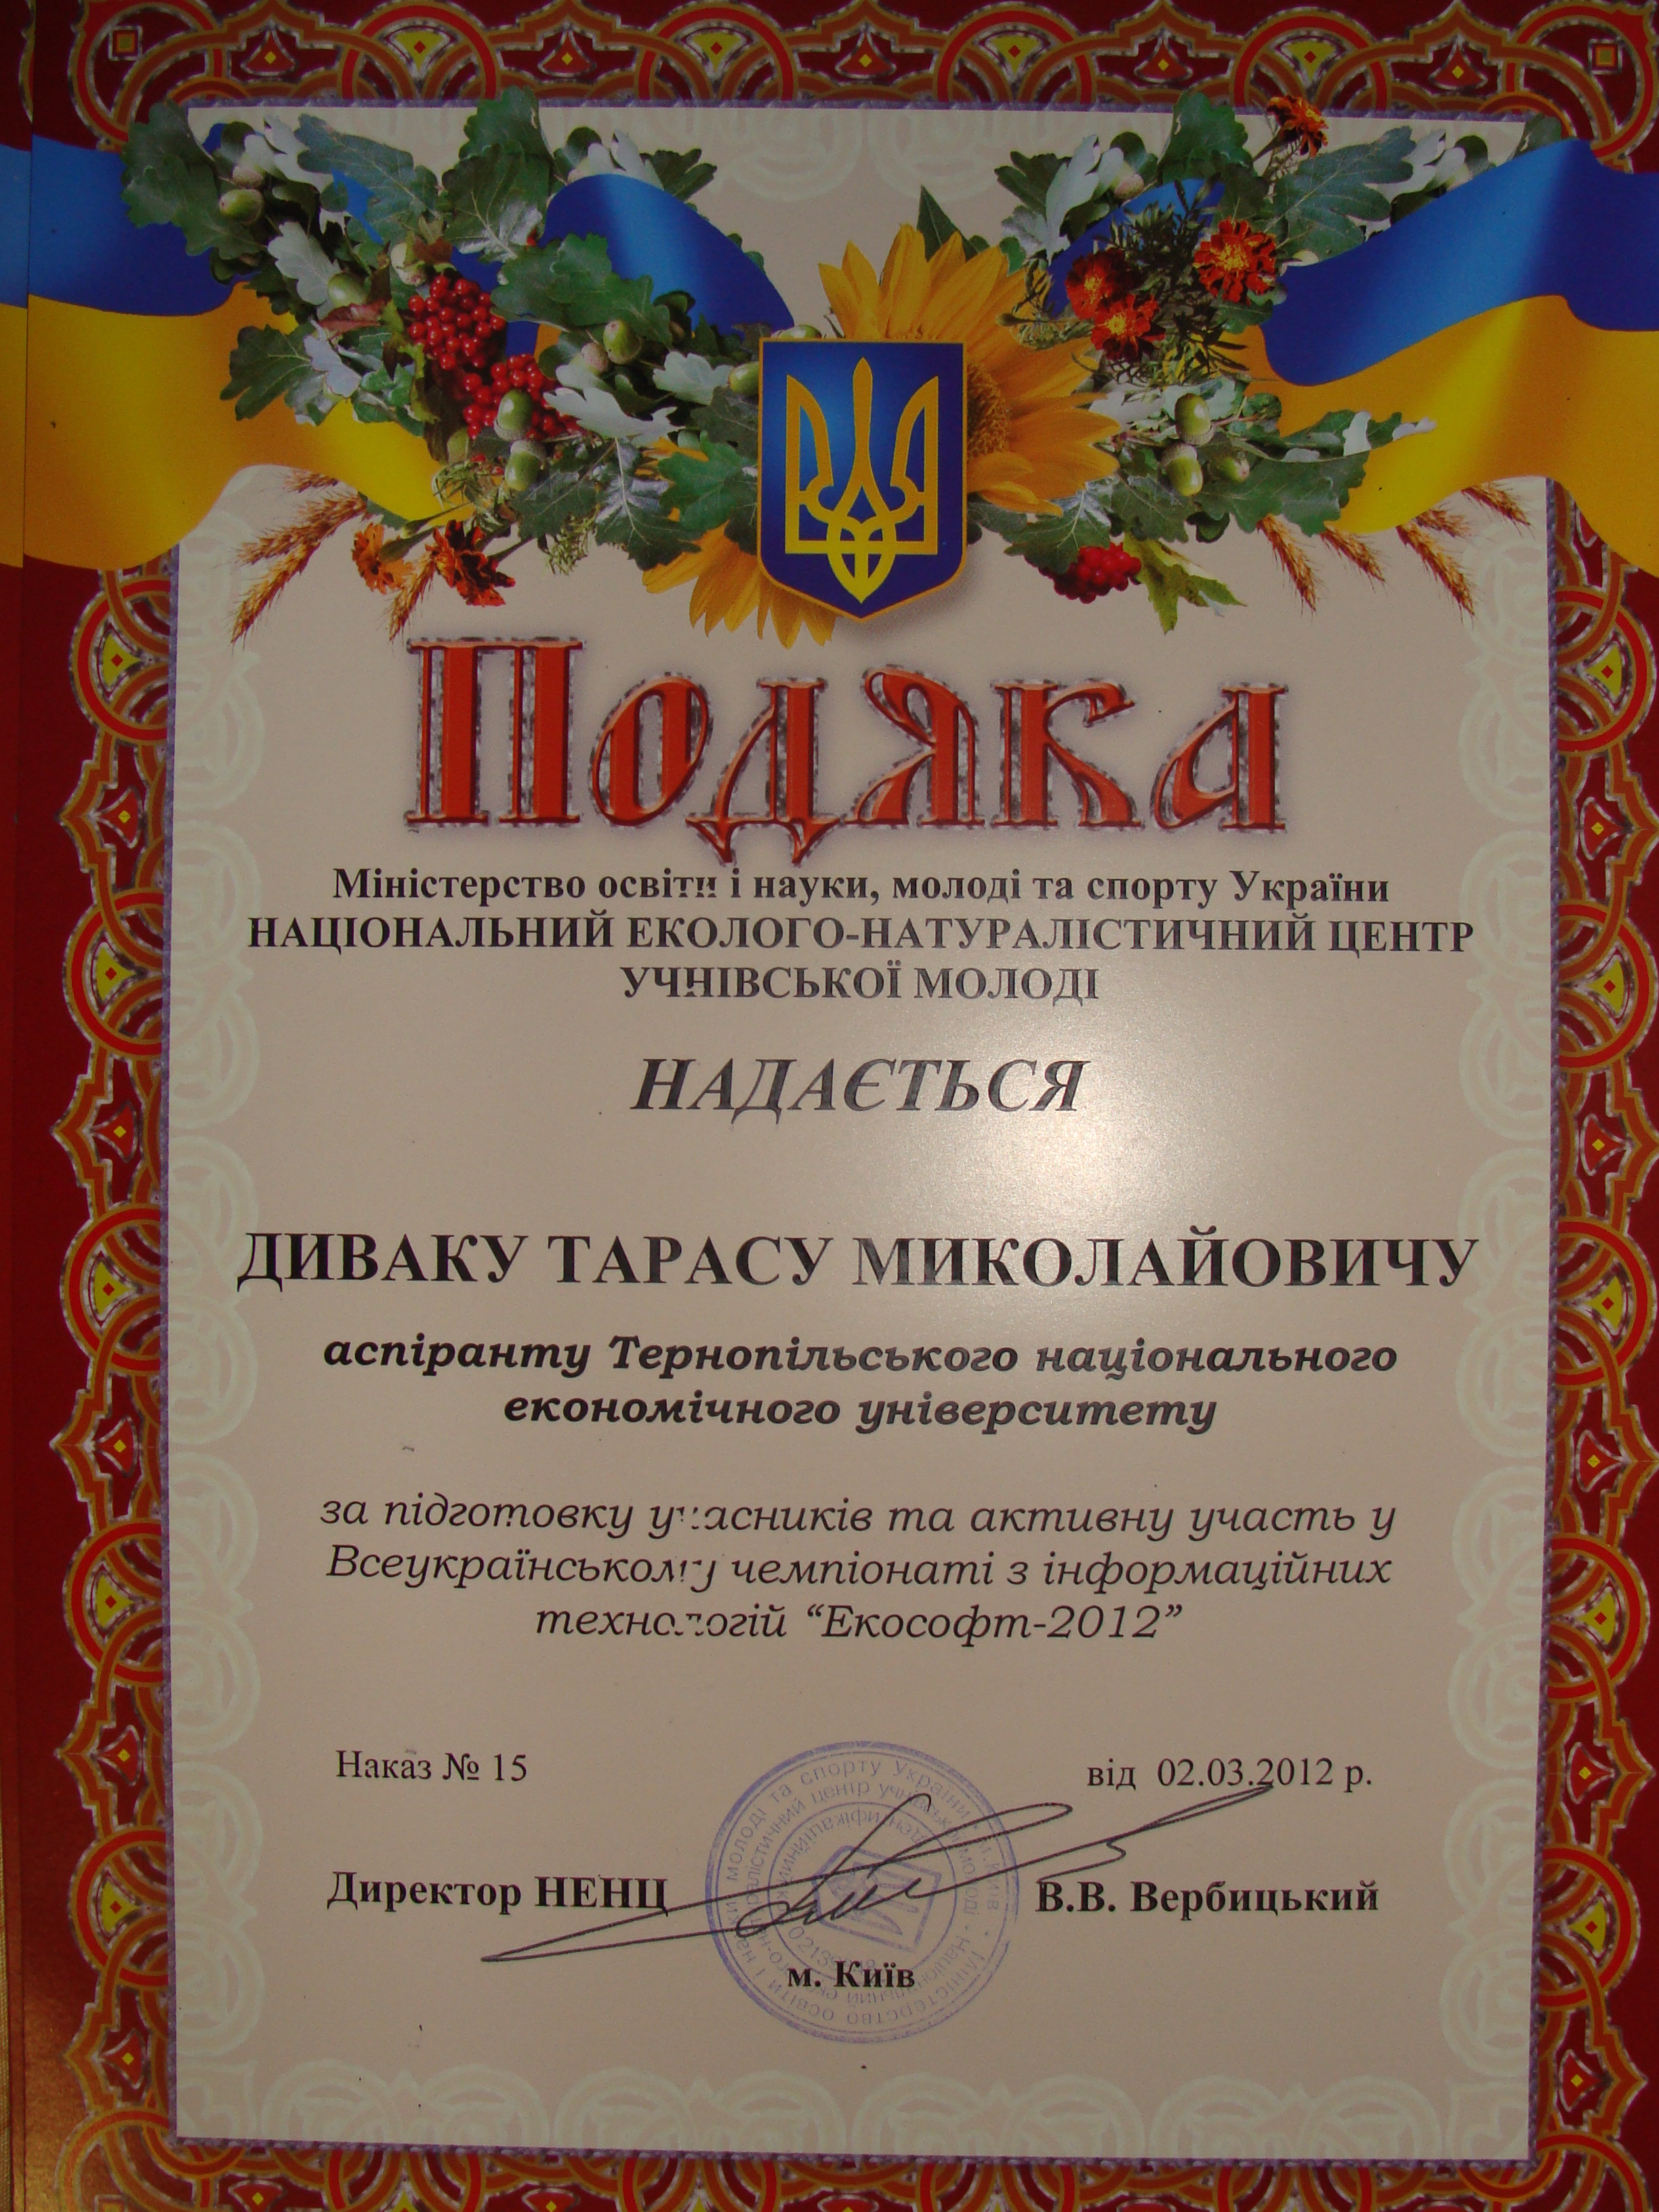 Подяка
Міністерство освіти і науки, молоді та спорту України
НАЦІОНАЛЬНИЙ ЕКОЛОГО-НАТУРАЛІСТИЧНИЙ ЦЕНТР
УЧНІВСЬКОЇ МОЛОДІ
НАДАЄТЬСЯ
ДИВАКУ ТАРАСУ МИКОЛАЙОВИЧУ
аспіранту Тернопільського національного
економічного університету
за підготовку учасників та активну участь у
Всеукраїнському чемпіонаті з інформаційних
технологій “Екософт-2012”
Наказ № 15
від 02.03.2012 р.
Директор НЕНЦ
В.В. Вербицький
м. Київ